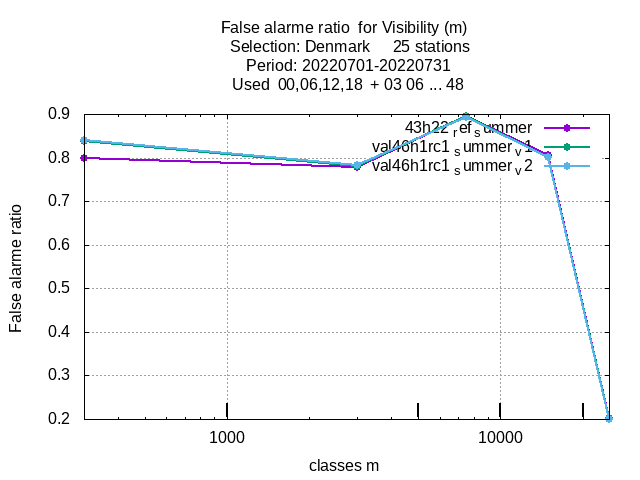 False alarme ratio for Visibility (m)
Selection: Denmark 25 stations
Period: 20220701-20220731
Used 00,06,12,18 + 03 06 ... 48
0.9
0.8
0.7
0.6
0.5
0.4
0.3
0.2
False alarme ratio
43h22_ref_summer
val46h1rc1_summer_v1
val46h1rc1_summer_v2
1000
10000
classes m